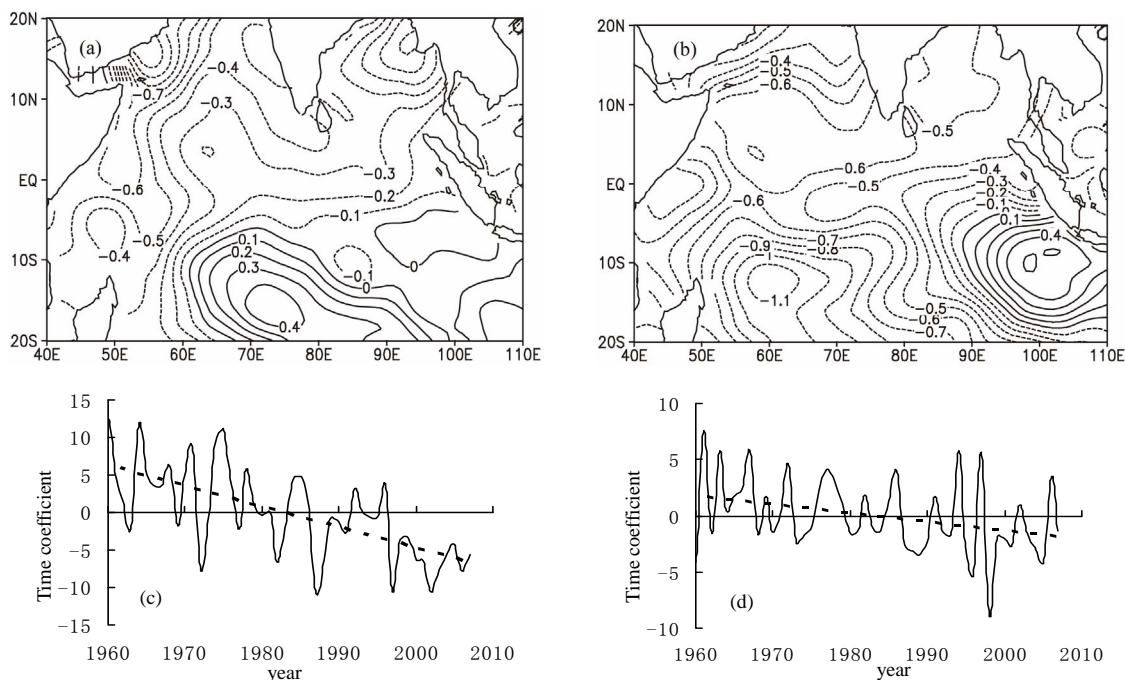 20N
(a)
−0.4
−0.7
10N
−0.3
−0.3
EQ
−0.6
−0.2
−0.1
−0.5
0.1
−0.4
0.2
10S
−0.1
0
0.3
0
0.4
20S
40E 50E 60E 70E 80E 90E 100E 110E
20N
(b)
−0.4
−0.5
−0.6
10N
−0.5
−0.6
−0.4
EQ
−0.5
−0.3
−0.2
−0.6
−0.1
0.1
−0.7
0.4
−0.9
−0.8
−1
10S
−1.1
−0.5
−0.6
−0.7
20S
40E 50E 60E 70E 80E 90E 100E 110E
15
10
5
0
−5
−10
−15
Time coefficient
(c)
1960 1970 1980 1990 2000 2010
year
10
5
0
−5
−10
Time coefficient
(d)
1960 1970 1980 1990 2000 2010
year